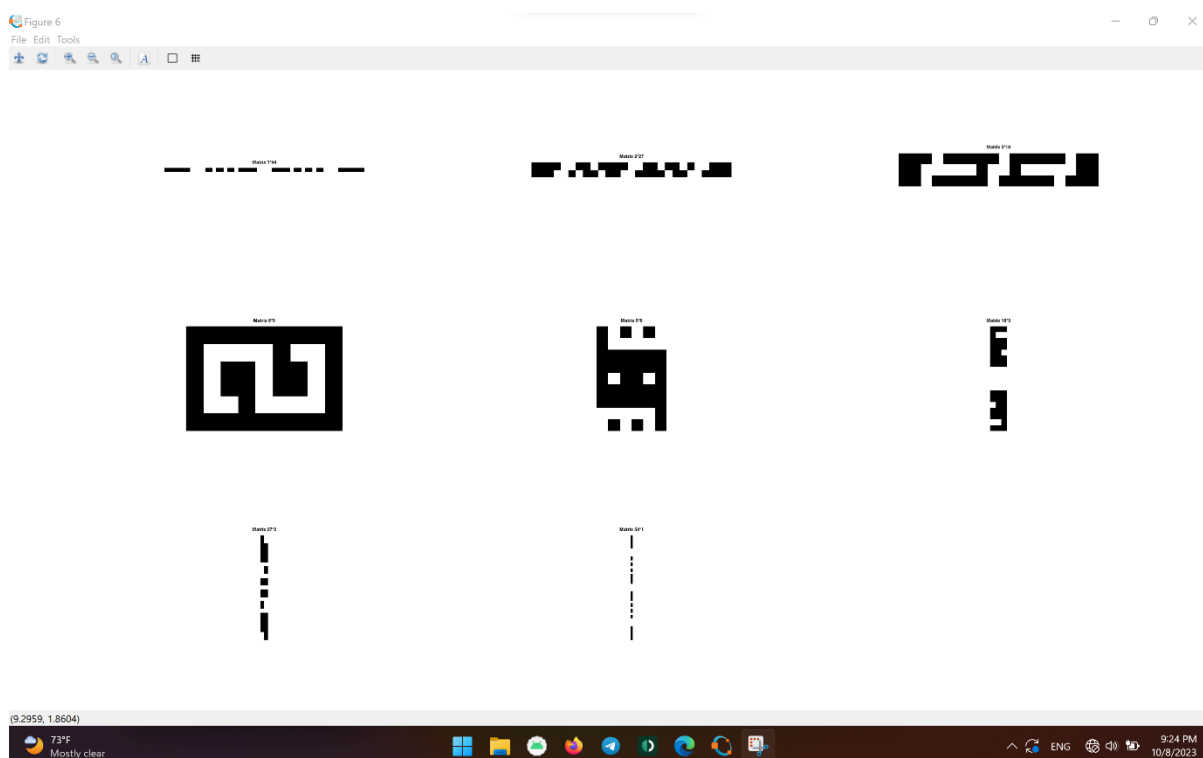 Figure 6
File Edit Tools
A
Matrix 1*54
Matrix 2*27
Matrix 3*18
Matrix 6*9
Matrix 9*6
Matrix 18*3
Matrix 27*2
Matrix 54*1
(9.2959, 1.8604)
73°F
Mostly clear
ENG
9:24 PM
10/8/2023